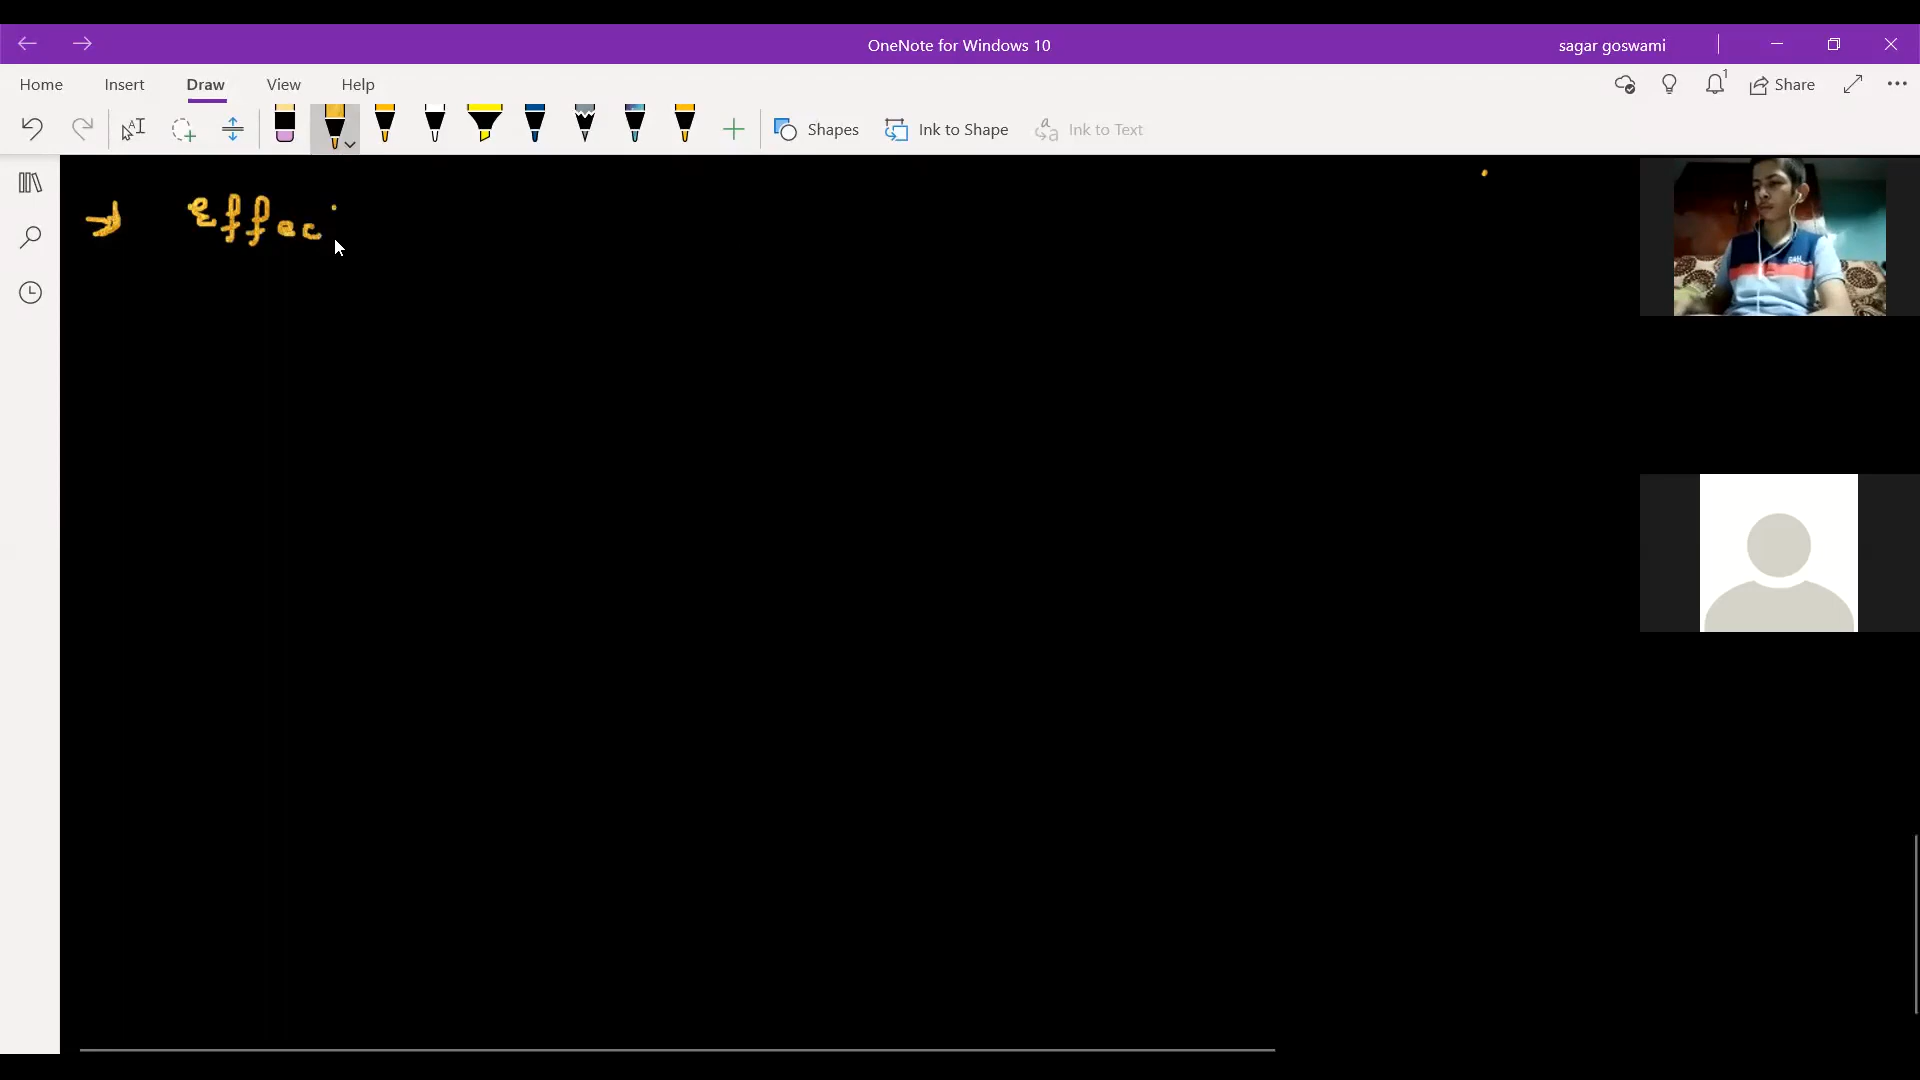 OneNote for Windows 10
sagar goswami
Home Insert Draw View Help
1
Share
Shapes
Ink to Shape
Ink to Text
→ Effec